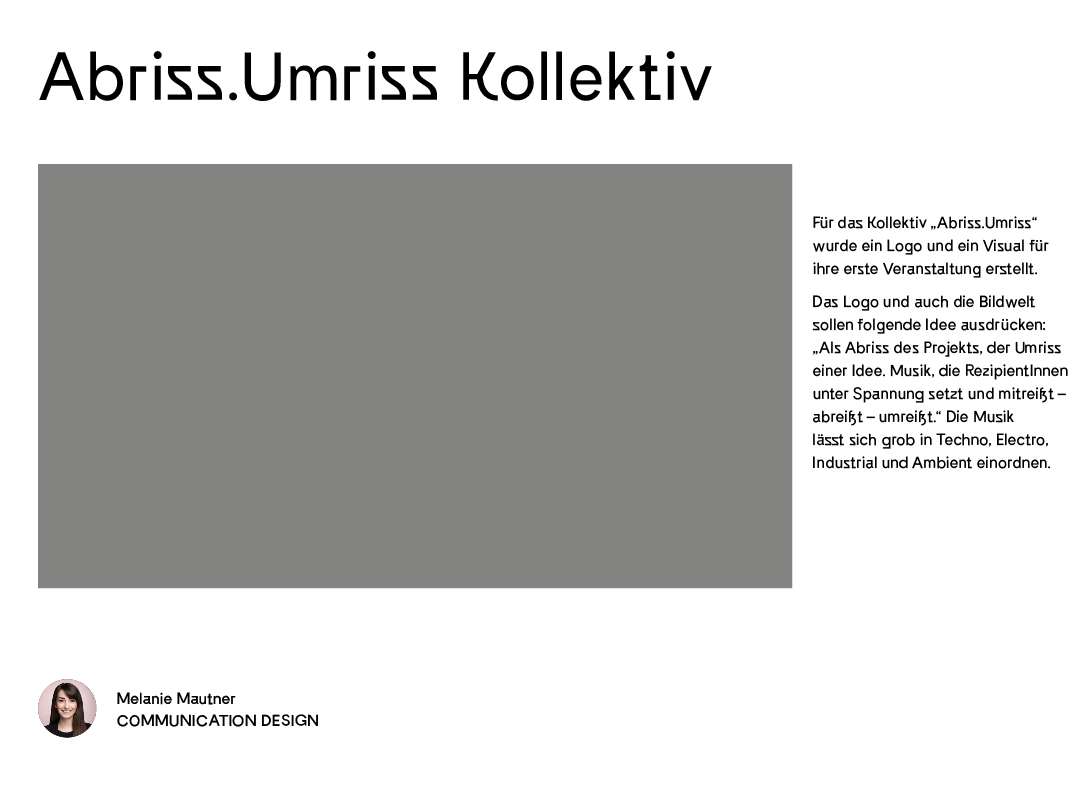 Abriss.Umriss Kollektiv
Für das Kollektiv „Abriss.Umriss“
wurde ein Logo und ein Visual für
ihre erste Veranstaltung erstellt.
Das Logo und auch die Bildwelt
sollen folgende Idee ausdrücken:
„Als Abriss des Projekts, der Umriss
einer Idee. Musik, die RezipientInnen
unter Spannung setzt und mitreißt –
abreißt – umreißt.“ Die Musik
lässt sich grob in Techno, Electro,
Industrial und Ambient einordnen.
Melanie Mautner
COMMUNICATION DESIGN